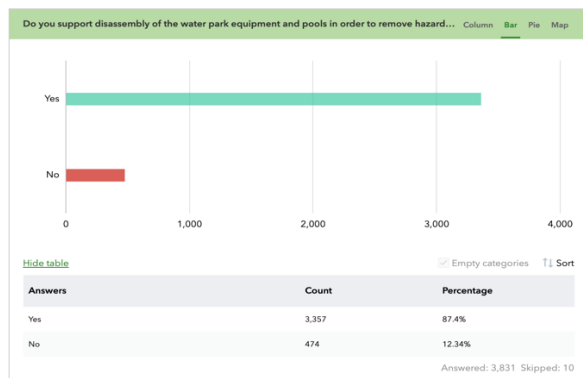 Do you support disassembly of the water park equipment and pools in order to remove hazard... Column Bar Pie Map
Yes
No
0 1,000 2,000 3,000 4,000
Hide table Empty categories Sort
Answers Count Percentage
Yes 3,357 87.4%
No 474 12.34%
Answered: 3,831 Skipped: 10